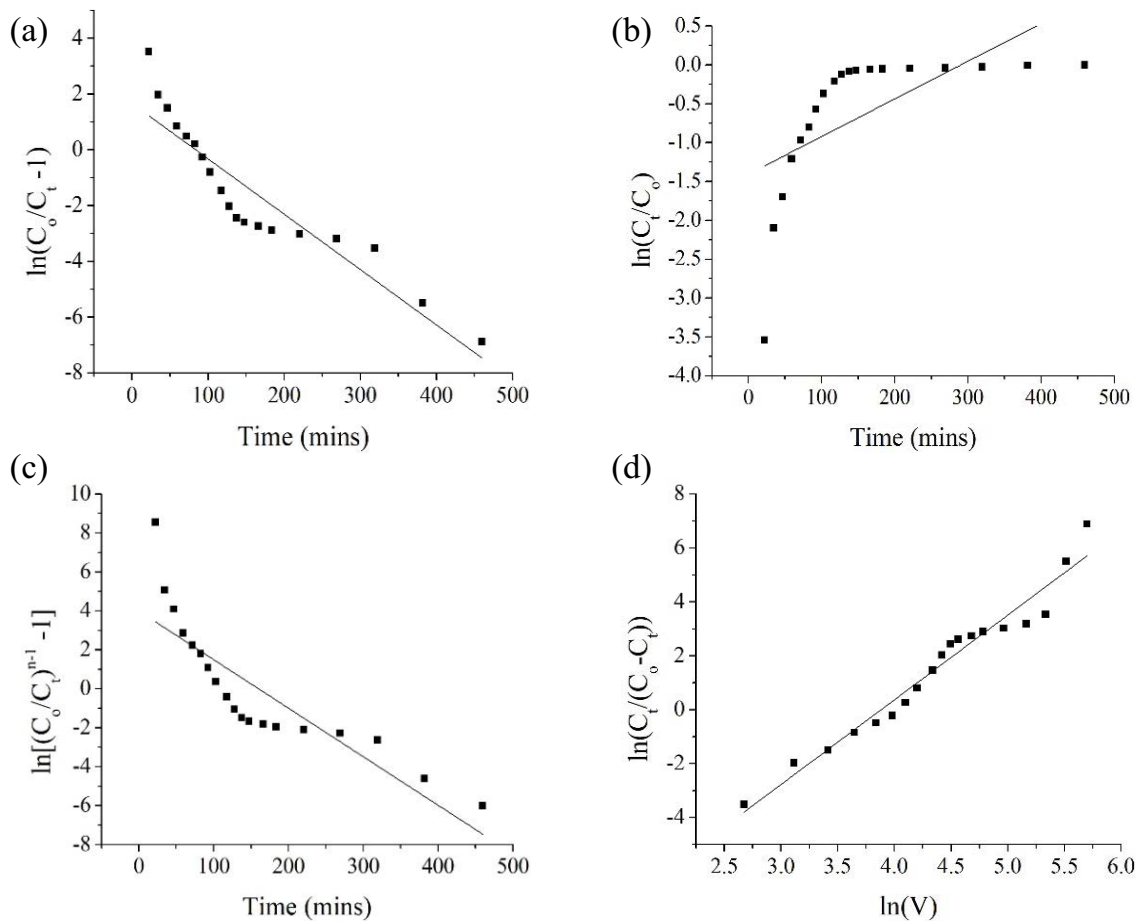 (a)
4
2
0
-2
-4
-6
-8
ln(Co/Ct -1)
0 100 200 300 400 500
Time (mins)
(b)
0.5
0.0
-0.5
-1.0
-1.5
-2.0
-2.5
-3.0
-3.5
-4.0
ln(Ct/Co)
0 100 200 300 400 500
Time (mins)
(c)
10
8
6
4
2
0
-2
-4
-6
-8
ln[(Co/Ct)n-1 -1]
0 100 200 300 400 500
Time (mins)
(d)
8
6
4
2
0
-2
-4
ln(Ct/(Co-Ct))
2.5 3.0 3.5 4.0 4.5 5.0 5.5 6.0
ln(V)